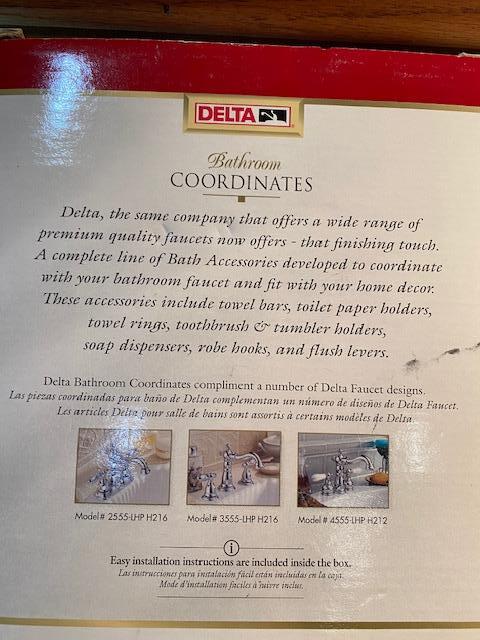 DELTA
Bathroom
COORDINATES
Delta, the same company that offers a wide range of
premium quality faucets now offers - that finishing touch.
A complete line of Bath Accessories developed to coordinate
with your bathroom faucet and fit with your home decor.
These accessories include towel bars, toilet paper holders,
towel rings, toothbrush & tumbler holders,
soap dispensers, robe hooks, and flush levers.
Delta Bathroom Coordinates compliment a number of Delta Faucet designs.
Las piezas coordinadas para baño de Delta complementan un número de diseños de Delta Faucet.
Les articles Delta pour salle de bains sont assortis à certains modèles de Delta.
Model# 2555-LHP H216
Model# 3555-LHP H216
Model # 4555-LHP H212
i
Easy installation instructions are included inside the box.
Las instrucciones para instalación fácil están incluidas en la caja.
Mode d'installation faciles à suivre inclus.